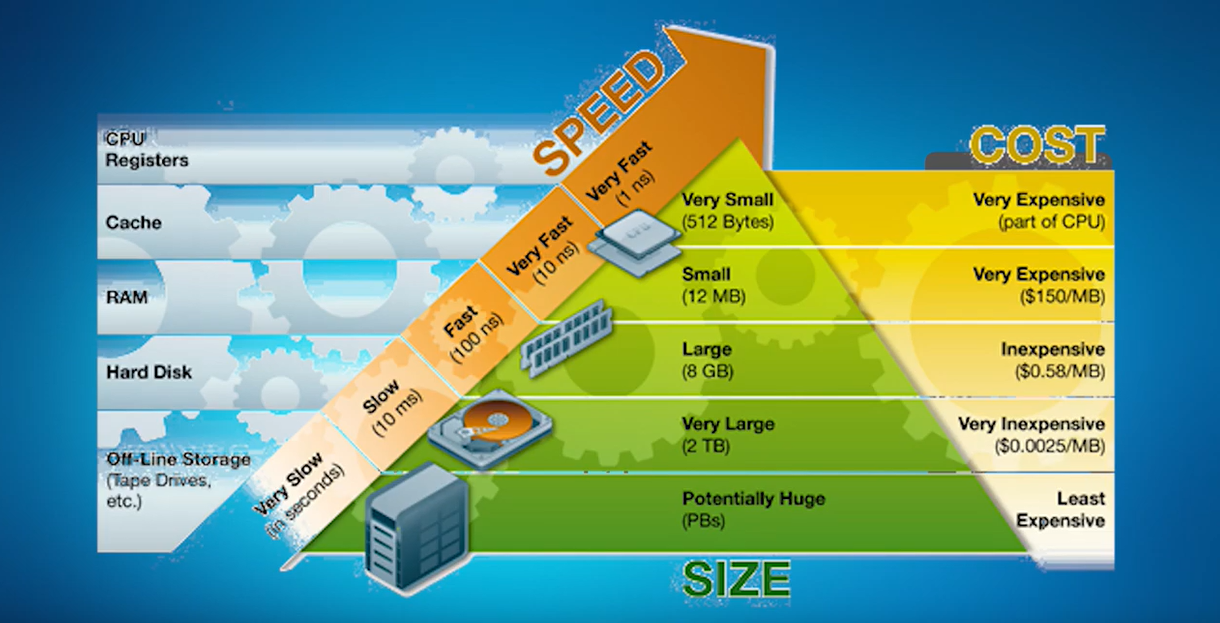 SPEED
COST
CPU
Registers
Cache
RAM
Hard Disk
Off-Line Storage
(Tape Drives,
etc.)
Very Fast
(1 ns)
Very Fast
(10 ns)
Fast
(100 ns)
Slow
(10 ms)
Very Slow
(in seconds)
CPU
Very Small
(512 Bytes)
Small
(12 MB)
Large
(8 GB)
Very Large
(2 TB)
Potentially Huge
(PBs)
Very Expensive
(part of CPU)
Very Expensive
($150/MB)
Inexpensive
($0.58/MB)
Very Inexpensive
($0.0025/MB)
Least
Expensive
SIZE